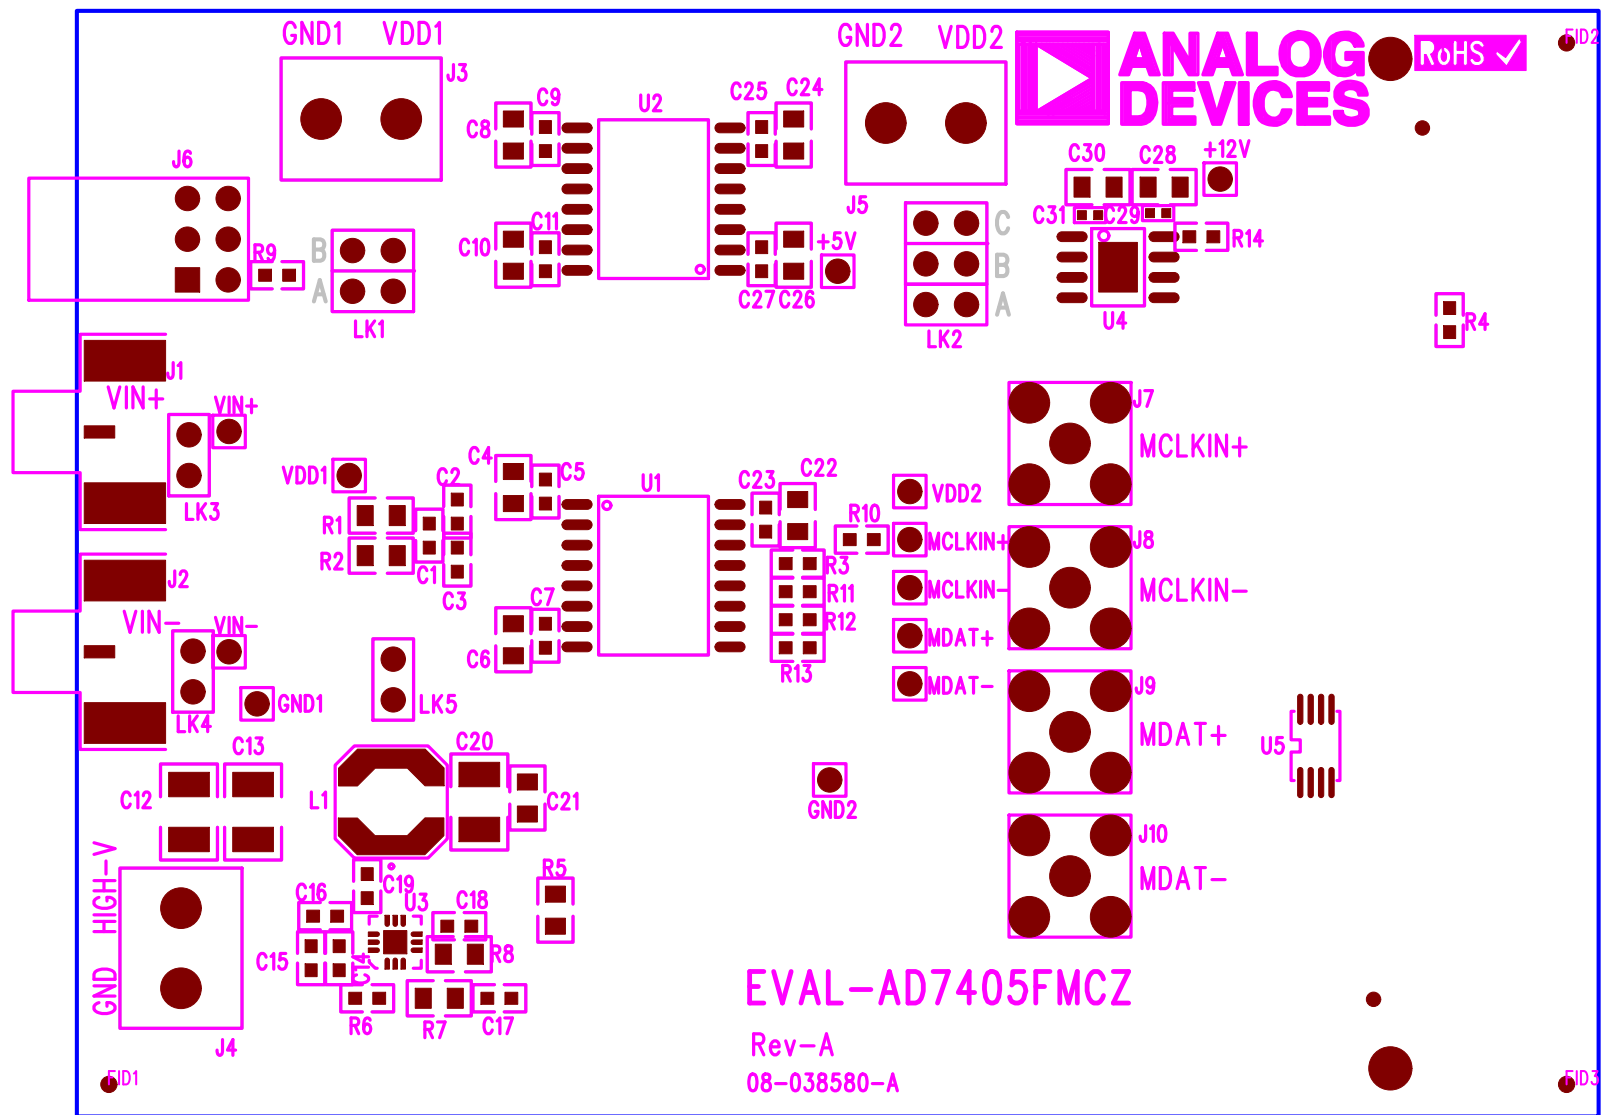 GND1 VDD1
GND2 VDD2
ANALOG
DEVICES
RoHS
FID2
J3
C9
C8
U2
C25 C24
J6
C30 C28 +12V
J5
C31 C29
R14
C10 C11
+5V
C
B
A
R9
B
A
C27 C26
LK1
LK2
U4
R4
J1
VIN+
VIN+
J7
MCLKIN+
LK3
VDD1
C2
C4
C5
U1
C23 C22
VDD2
R1
R2
C1
C3
R10
MCLKIN+
J8
R3
R11
R12
R13
MCLKIN-
MCLKIN-
J2
VIN-
VIN-
C7
C6
MDAT+
MDAT-
J9
MDAT+
LK4
GND1
LK5
U5
C13
C12
L1
C20
C21
GND2
J10
MDAT-
HIGH-V
GND
C19
R5
C16
U3
C18
C15
C14
R8
R6
R7
C17
J4
EVAL-AD7405FMCZ
Rev-A
08-038580-A
FID1
FID3